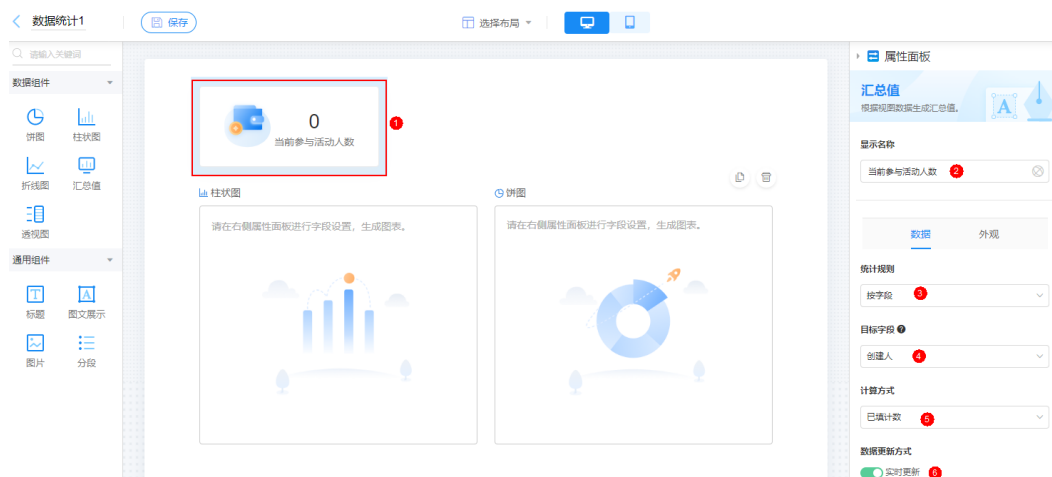 数据统计1
保存
选择布局
请输入关键词
数据组件
饼图
柱状图
折线图
汇总值
透视图
通用组件
T
A
标题
图文展示
图片
分段
0
当前参与活动人数
1
柱状图
请在右侧属性面板进行字段设置，生成图表。
饼图
请在右侧属性面板进行字段设置，生成图表。
属性面板
汇总值
根据视图数据生成汇总值。
A
显示名称
当前参与活动人数 2
数据 外观
统计规则
按字段 3
目标字段 ?
创建人 4
计算方式
已填计数 5
数据更新方式
实时更新 6